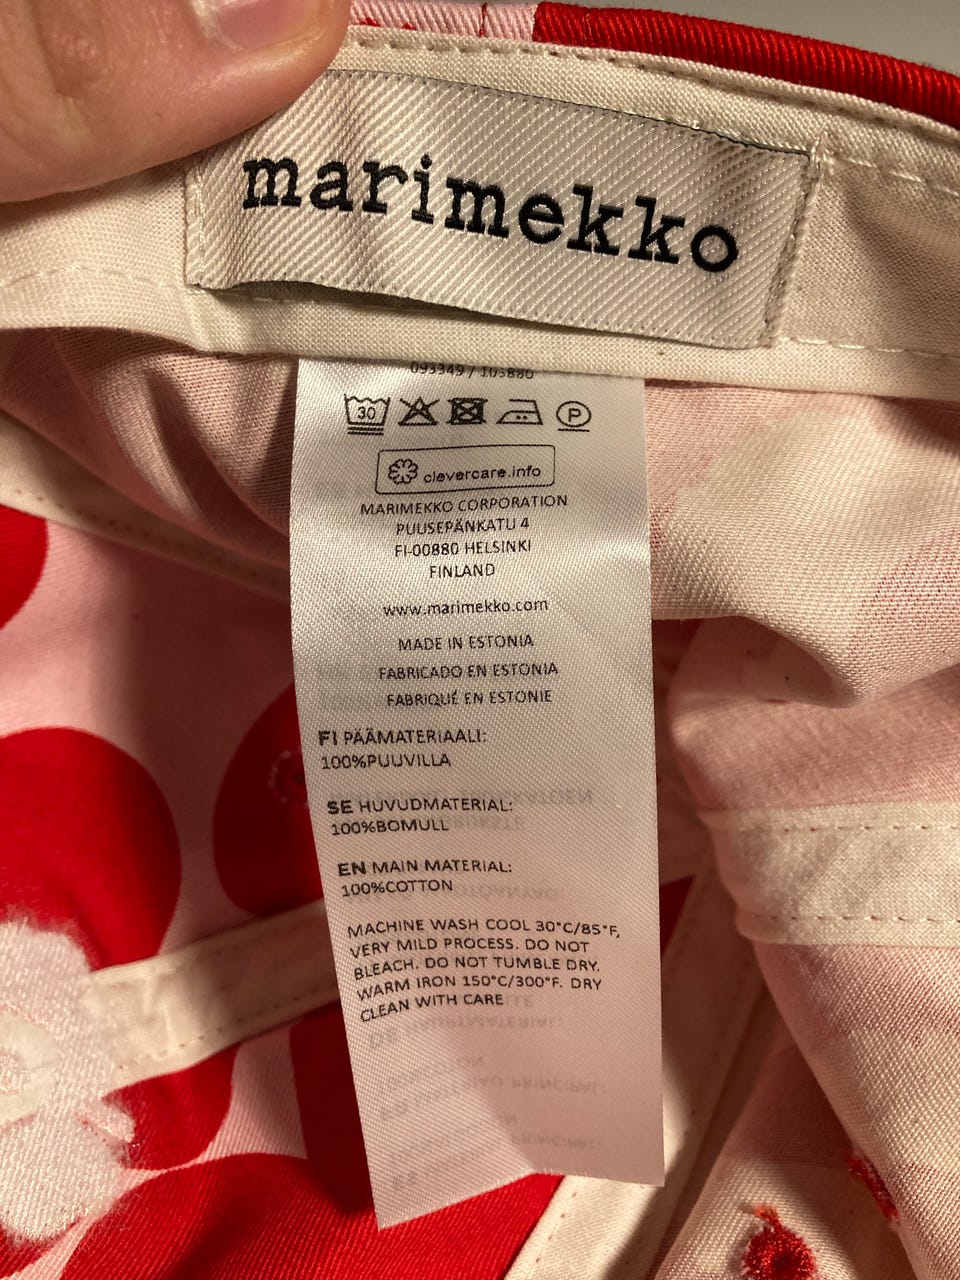 marimekko
093349 / 103880
30
P
clevercare.info
MARIMEKKO CORPORATION
PUUSEPÄNKATU 4
FI-00880 HELSINKI
FINLAND
www.marimekko.com
MADE IN ESTONIA
FABRICADO EN ESTONIA
FABRIQUÉ EN ESTONIE
FI PÄÄMATERIAALI:
100%PUUVILLA
SE HUVUDMATERIAL:
100%BOMULL
EN MAIN MATERIAL:
100%COTTON
MACHINE WASH COOL 30°C/85°F,
VERY MILD PROCESS. DO NOT
BLEACH. DO NOT TUMBLE DRY.
WARM IRON 150°C/300°F. DRY
CLEAN WITH CARE